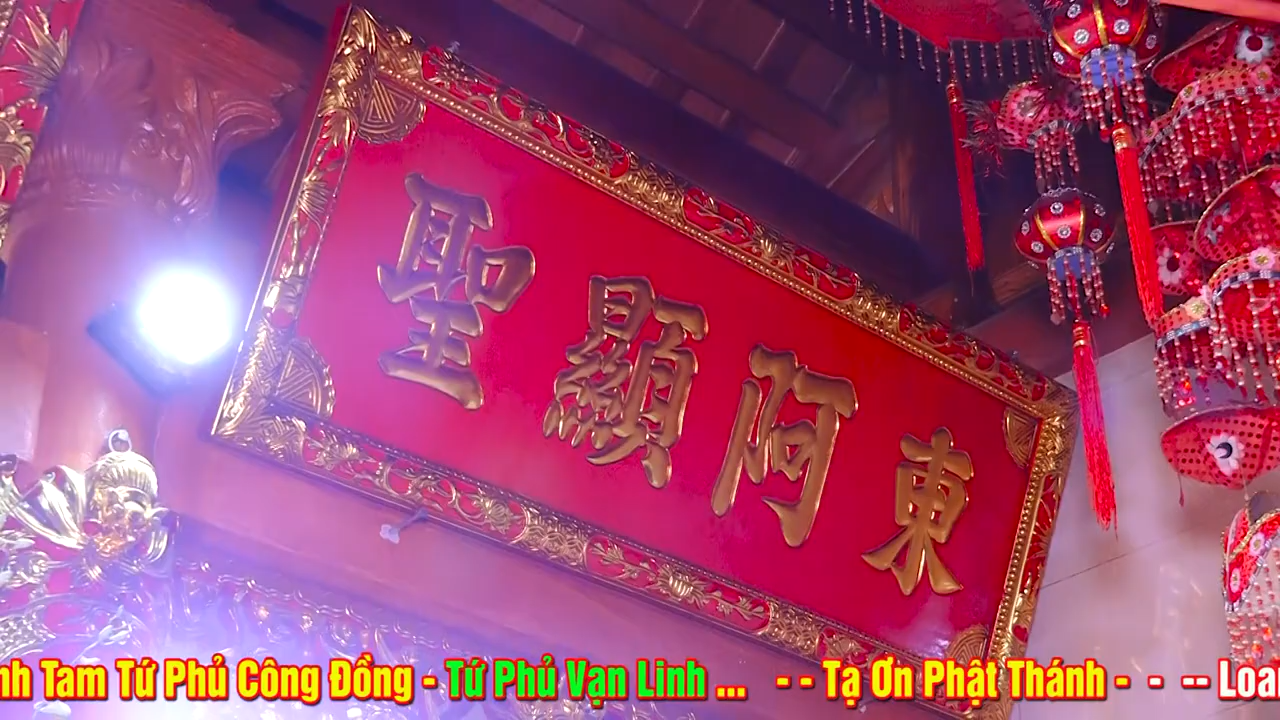 東阿顯聖
Tam Tứ Phủ Công Đồng - Tứ Phủ Vạn Linh ... - - Tạ Ơn Phật Thánh - - --